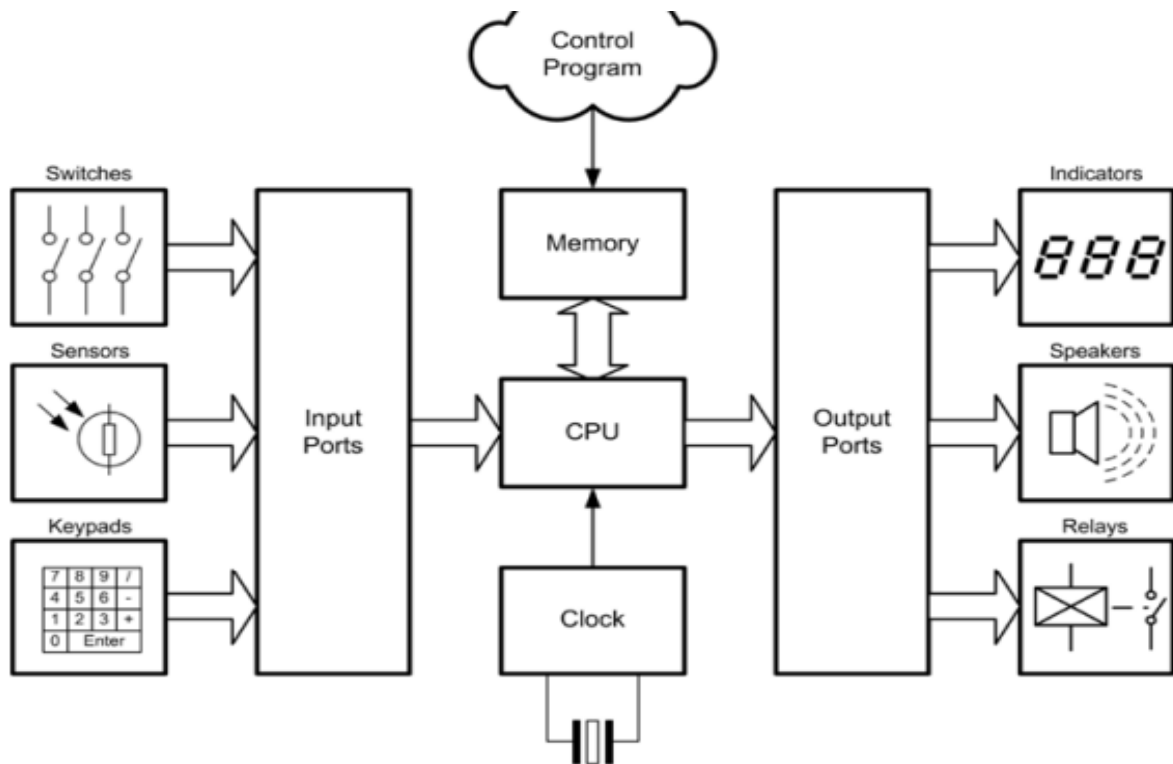 Control
Program
Switches
Indicators
888
Memory
Sensors
Speakers
Input
Ports
CPU
Output
Ports
Keypads
Relays
7 8 9 /
4 5 6 -
1 2 3 +
0 Enter
Clock